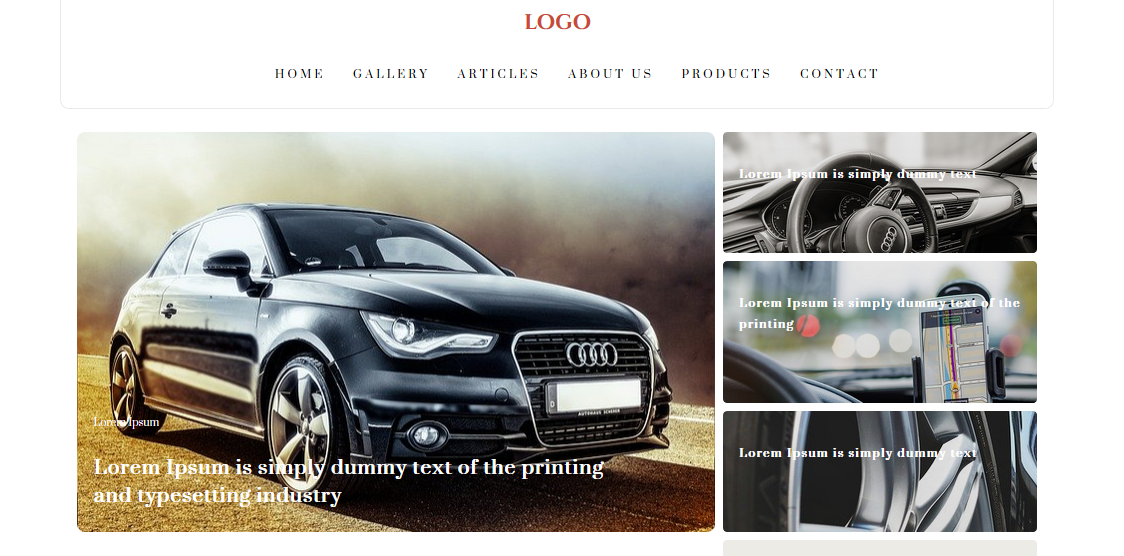 LOGO
HOME GALLERY ARTICLES ABOUT US PRODUCTS CONTACT
Lorem Ipsum
Lorem Ipsum is simply dummy text of the printing
and typesetting industry
Lorem Ipsum is simply dummy text
Lorem Ipsum is simply dummy text of the
printing
Lorem Ipsum is simply dummy text